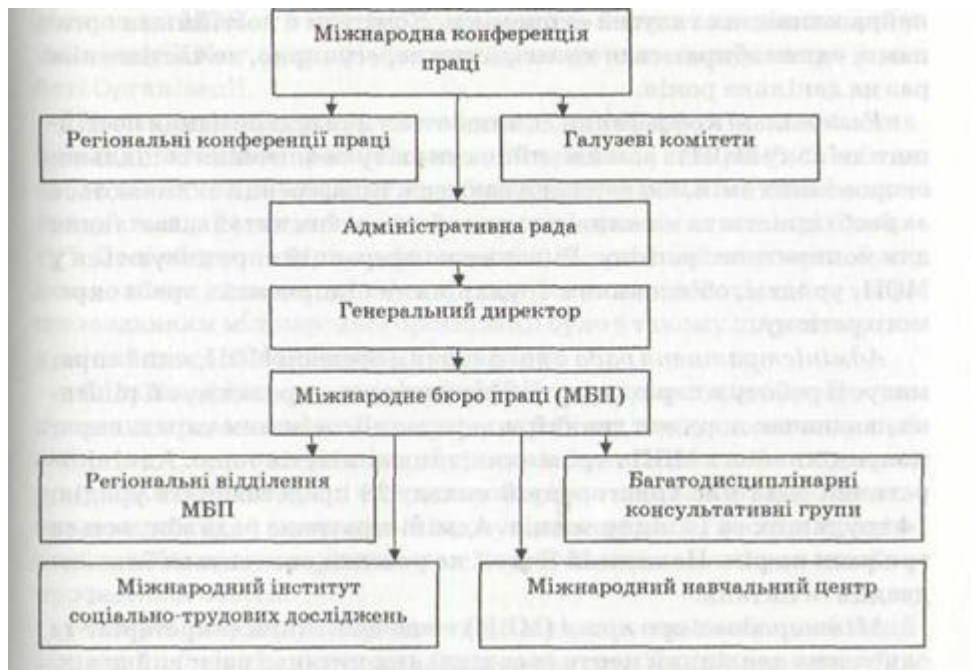 Міжнародна конференція
праці
Регіональні конференції праці
Галузеві комітети
Адміністративна рада
Генеральний директор
Міжнародне бюро праці (МБП)
Регіональні відділення
МБП
Багатодисциплінарні
консультативні групи
Міжнародний інститут
соціально-трудових досліджень
Міжнародний навчальний центр